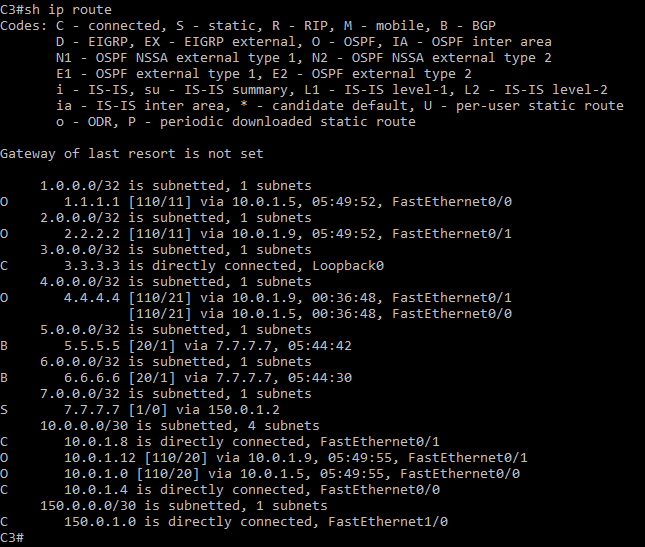 C3#sh ip route
Codes: C - connected, S - static, R - RIP, M - mobile, B - BGP
       D - EIGRP, EX - EIGRP external, O - OSPF, IA - OSPF inter area
       N1 - OSPF NSSA external type 1, N2 - OSPF NSSA external type 2
       E1 - OSPF external type 1, E2 - OSPF external type 2
       i - IS-IS, su - IS-IS summary, L1 - IS-IS level-1, L2 - IS-IS level-2
       ia - IS-IS inter area, * - candidate default, U - per-user static route
       o - ODR, P - periodic downloaded static route
Gateway of last resort is not set
     1.0.0.0/32 is subnetted, 1 subnets
O       1.1.1.1 [110/11] via 10.0.1.5, 05:49:52, FastEthernet0/0
     2.0.0.0/32 is subnetted, 1 subnets
O       2.2.2.2 [110/11] via 10.0.1.9, 05:49:52, FastEthernet0/1
     3.0.0.0/32 is subnetted, 1 subnets
C       3.3.3.3 is directly connected, Loopback0
     4.0.0.0/32 is subnetted, 1 subnets
O       4.4.4.4 [110/21] via 10.0.1.9, 00:36:48, FastEthernet0/1
                [110/21] via 10.0.1.5, 00:36:48, FastEthernet0/0
     5.0.0.0/32 is subnetted, 1 subnets
B       5.5.5.5 [20/1] via 7.7.7.7, 05:44:42
     6.0.0.0/32 is subnetted, 1 subnets
B       6.6.6.6 [20/1] via 7.7.7.7, 05:44:30
     7.0.0.0/32 is subnetted, 1 subnets
S       7.7.7.7 [1/0] via 150.0.1.2
     10.0.0.0/30 is subnetted, 4 subnets
C       10.0.1.8 is directly connected, FastEthernet0/1
O       10.0.1.12 [110/20] via 10.0.1.9, 05:49:55, FastEthernet0/1
O       10.0.1.0 [110/20] via 10.0.1.5, 05:49:55, FastEthernet0/0
C       10.0.1.4 is directly connected, FastEthernet0/0
     150.0.0.0/30 is subnetted, 1 subnets
C       150.0.1.0 is directly connected, FastEthernet1/0
C3#